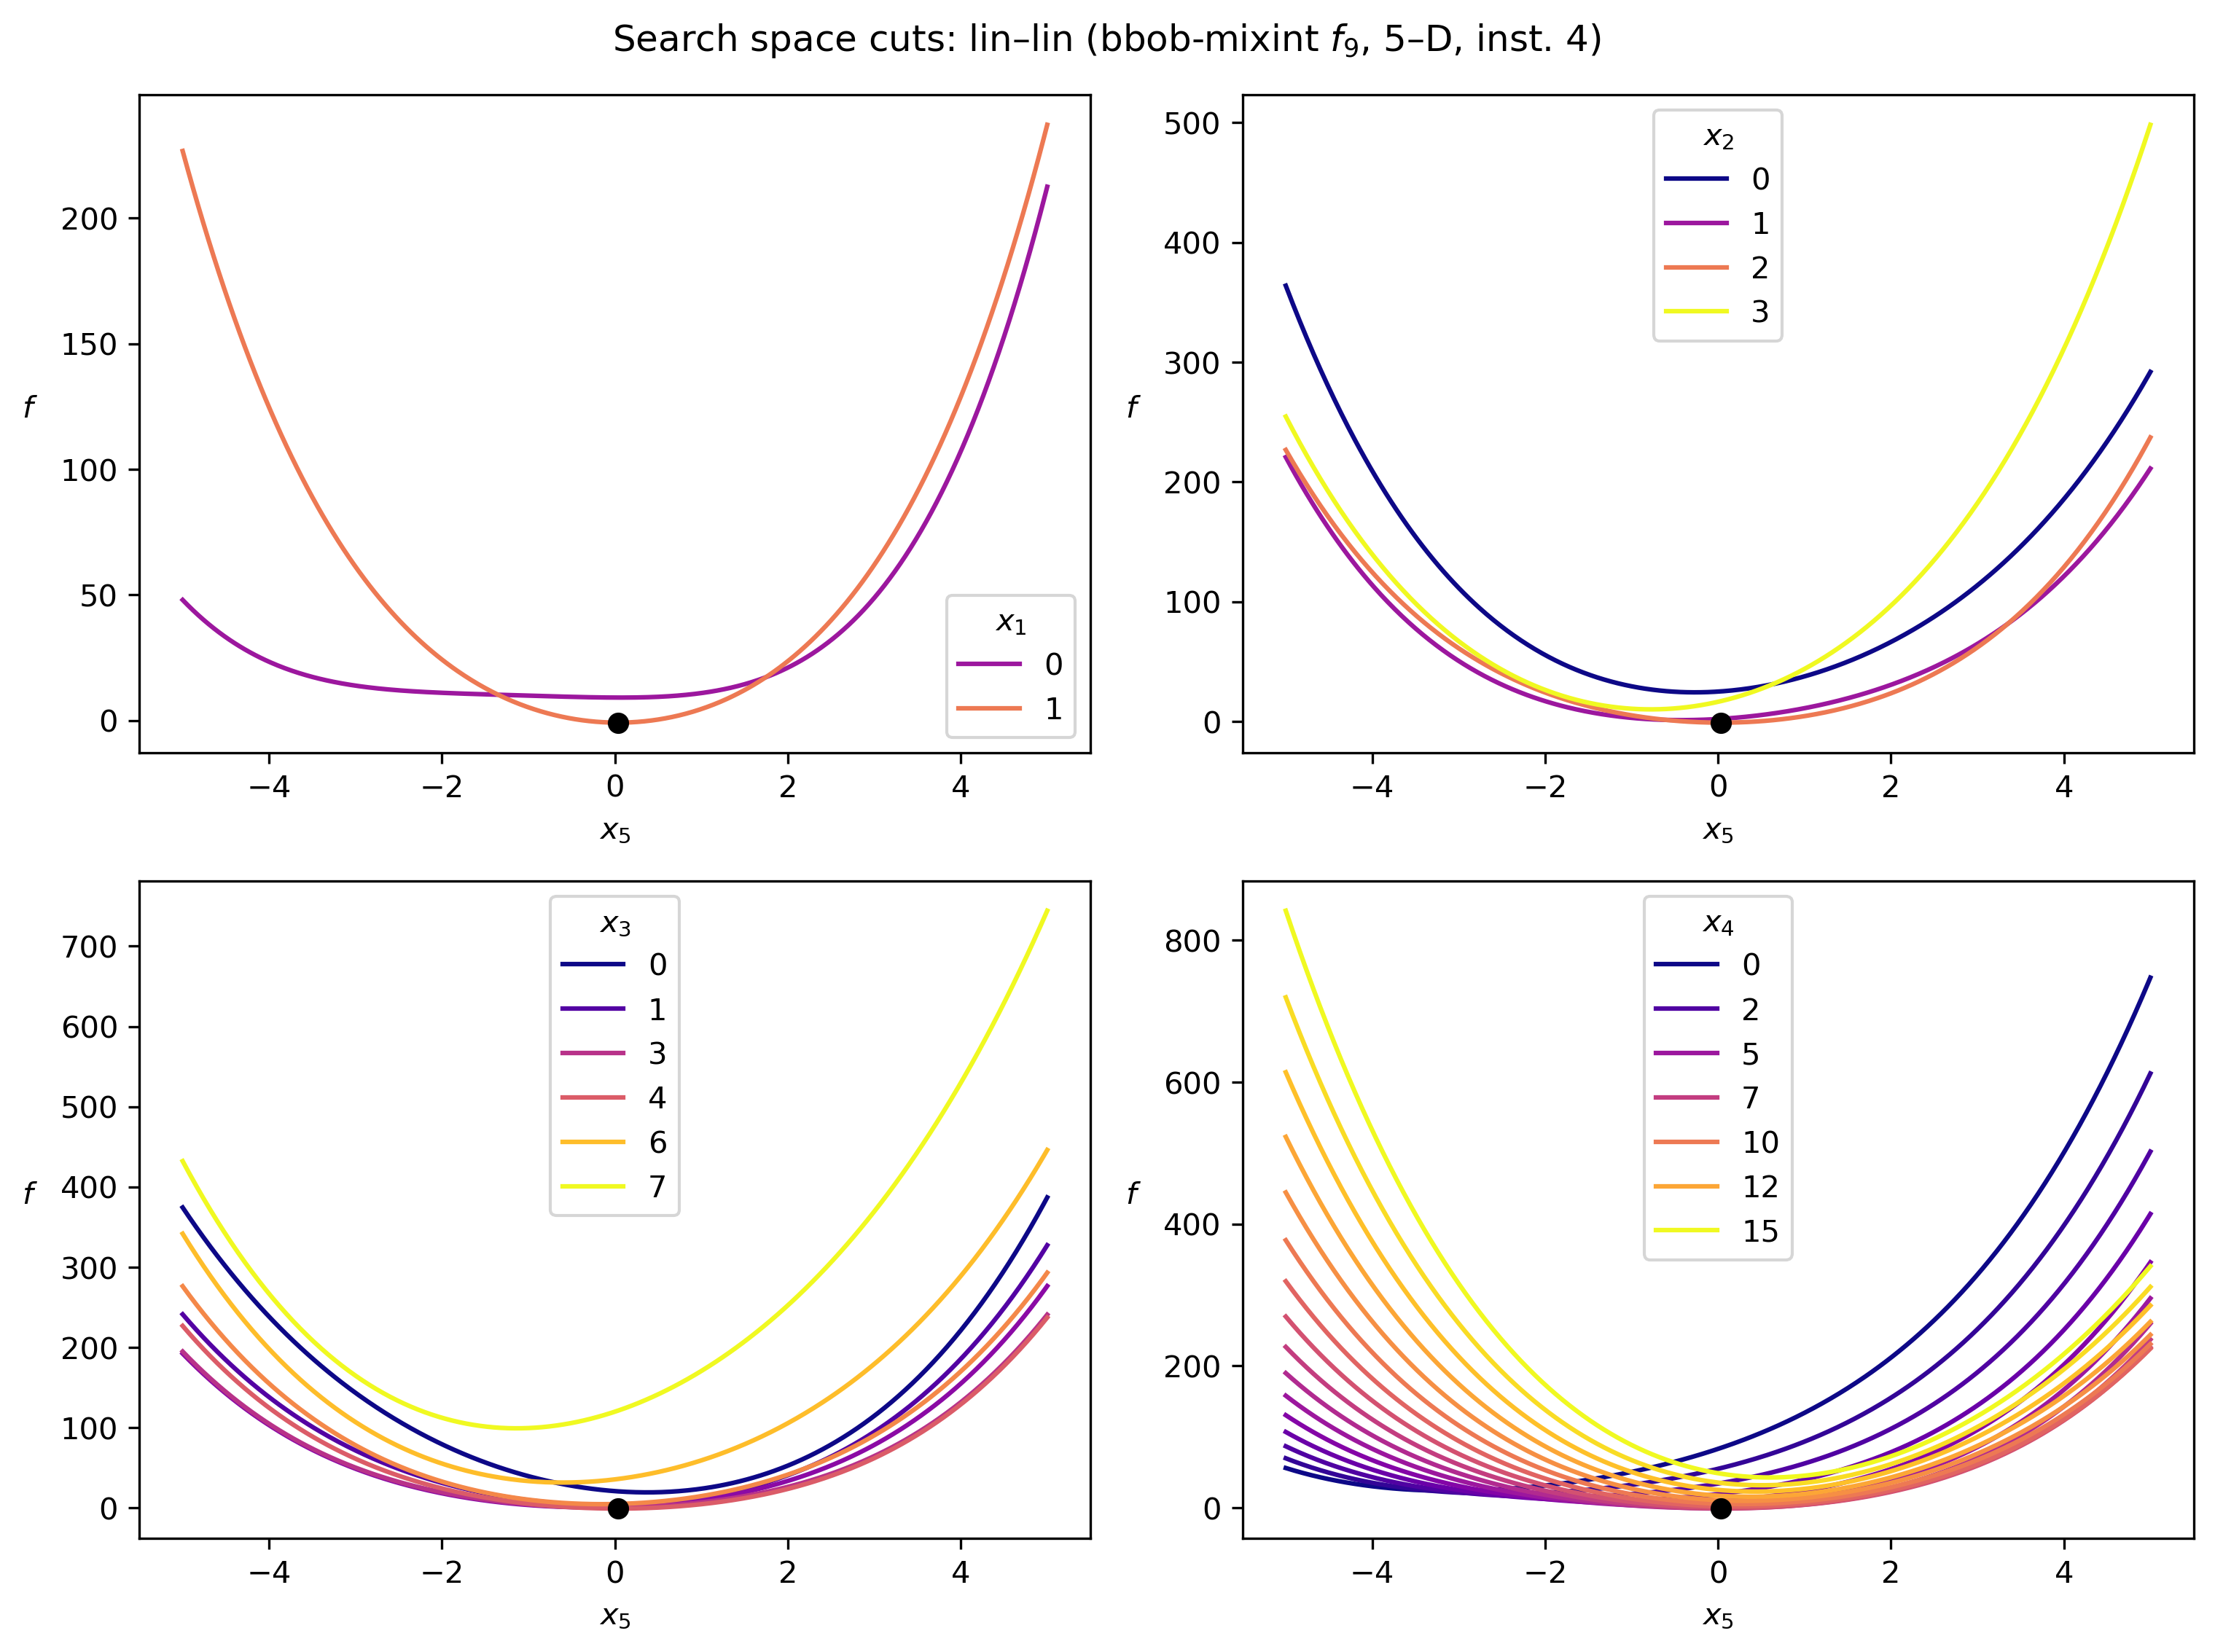 Search space cuts: lin–lin (bbob-mixint f₉, 5–D, inst. 4)
200
150
100
50
0
f
−4 −2 0 2 4
x₅
x₁
0
1
500
400
300
200
100
0
f
−4 −2 0 2 4
x₅
x₂
0
1
2
3
700
600
500
400
300
200
100
0
f
−4 −2 0 2 4
x₅
x₃
0
1
3
4
6
7
800
600
400
200
0
f
−4 −2 0 2 4
x₅
x₄
0
2
5
7
10
12
15